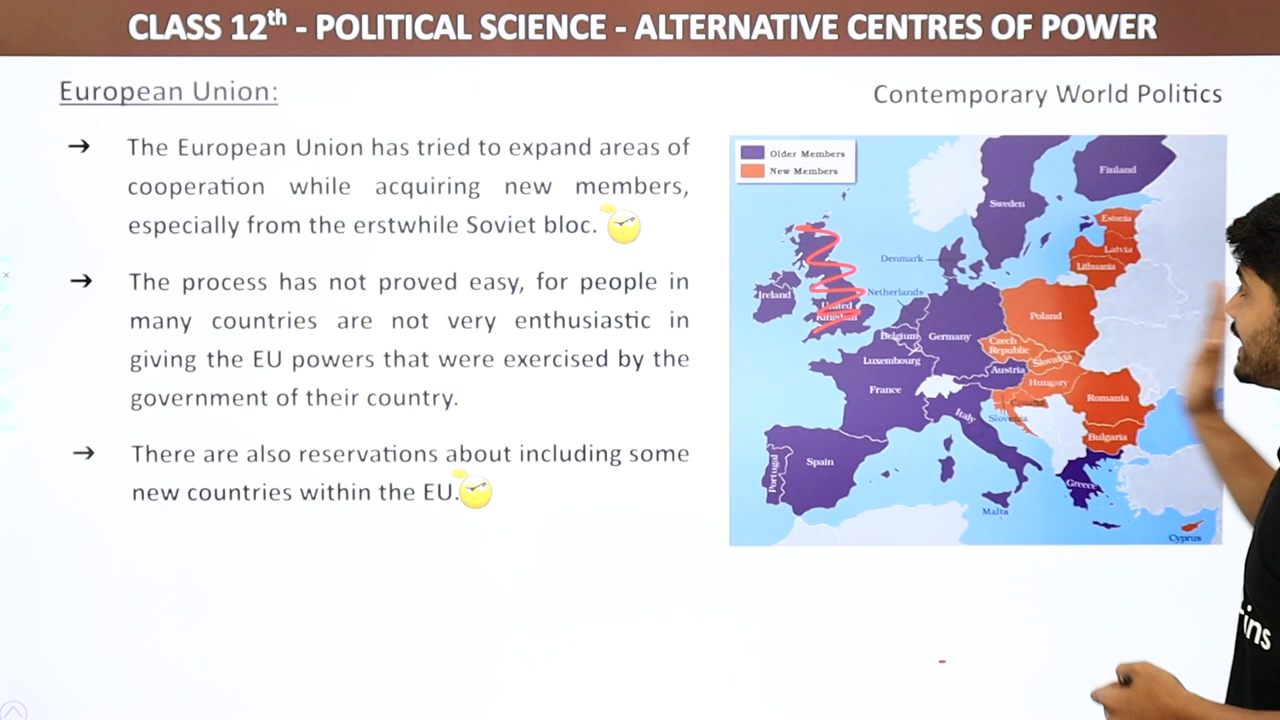 CLASS 12th - POLITICAL SCIENCE - ALTERNATIVE CENTRES OF POWER
European Union:
Contemporary World Politics
➔ The European Union has tried to expand areas of
cooperation while acquiring new members,
especially from the erstwhile Soviet bloc.
➔ The process has not proved easy, for people in
many countries are not very enthusiastic in
giving the EU powers that were exercised by the
government of their country.
➔ There are also reservations about including some
new countries within the EU.
Older Members
New Members
Finland
Sweden
Estonia
Latvia
Lithuania
Denmark
Netherlands
Ireland
United
Kingdom
Belgium
Germany
Poland
Luxembourg
Czech
Republic
Slovakia
Austria
France
Hungary
Romania
Slovenia
Italy
Bulgaria
Portugal
Spain
Greece
Malta
Cyprus
ins